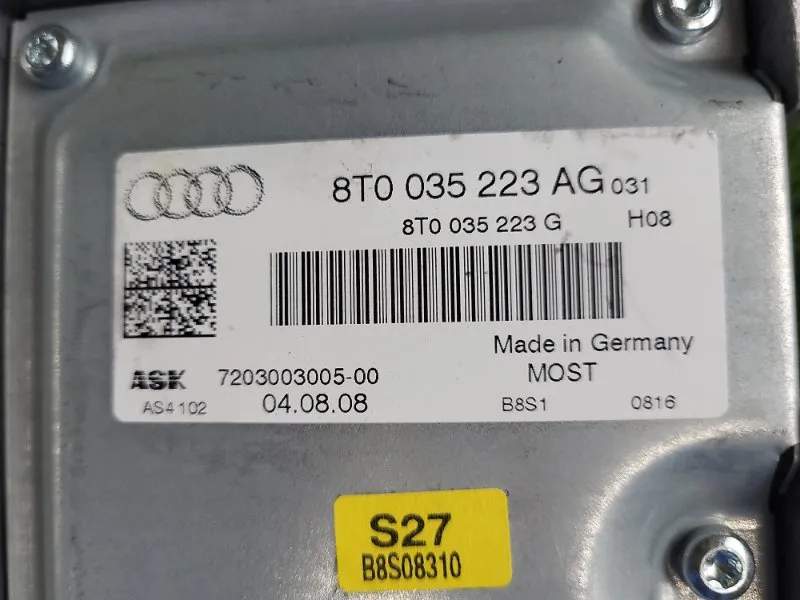 8T0 035 223 AG 031
8T0 035 223 G H08
Made in Germany
ASK 7203003005-00 MOST
AS4102 04.08.08 B8S1 0816
S27
B8S08310